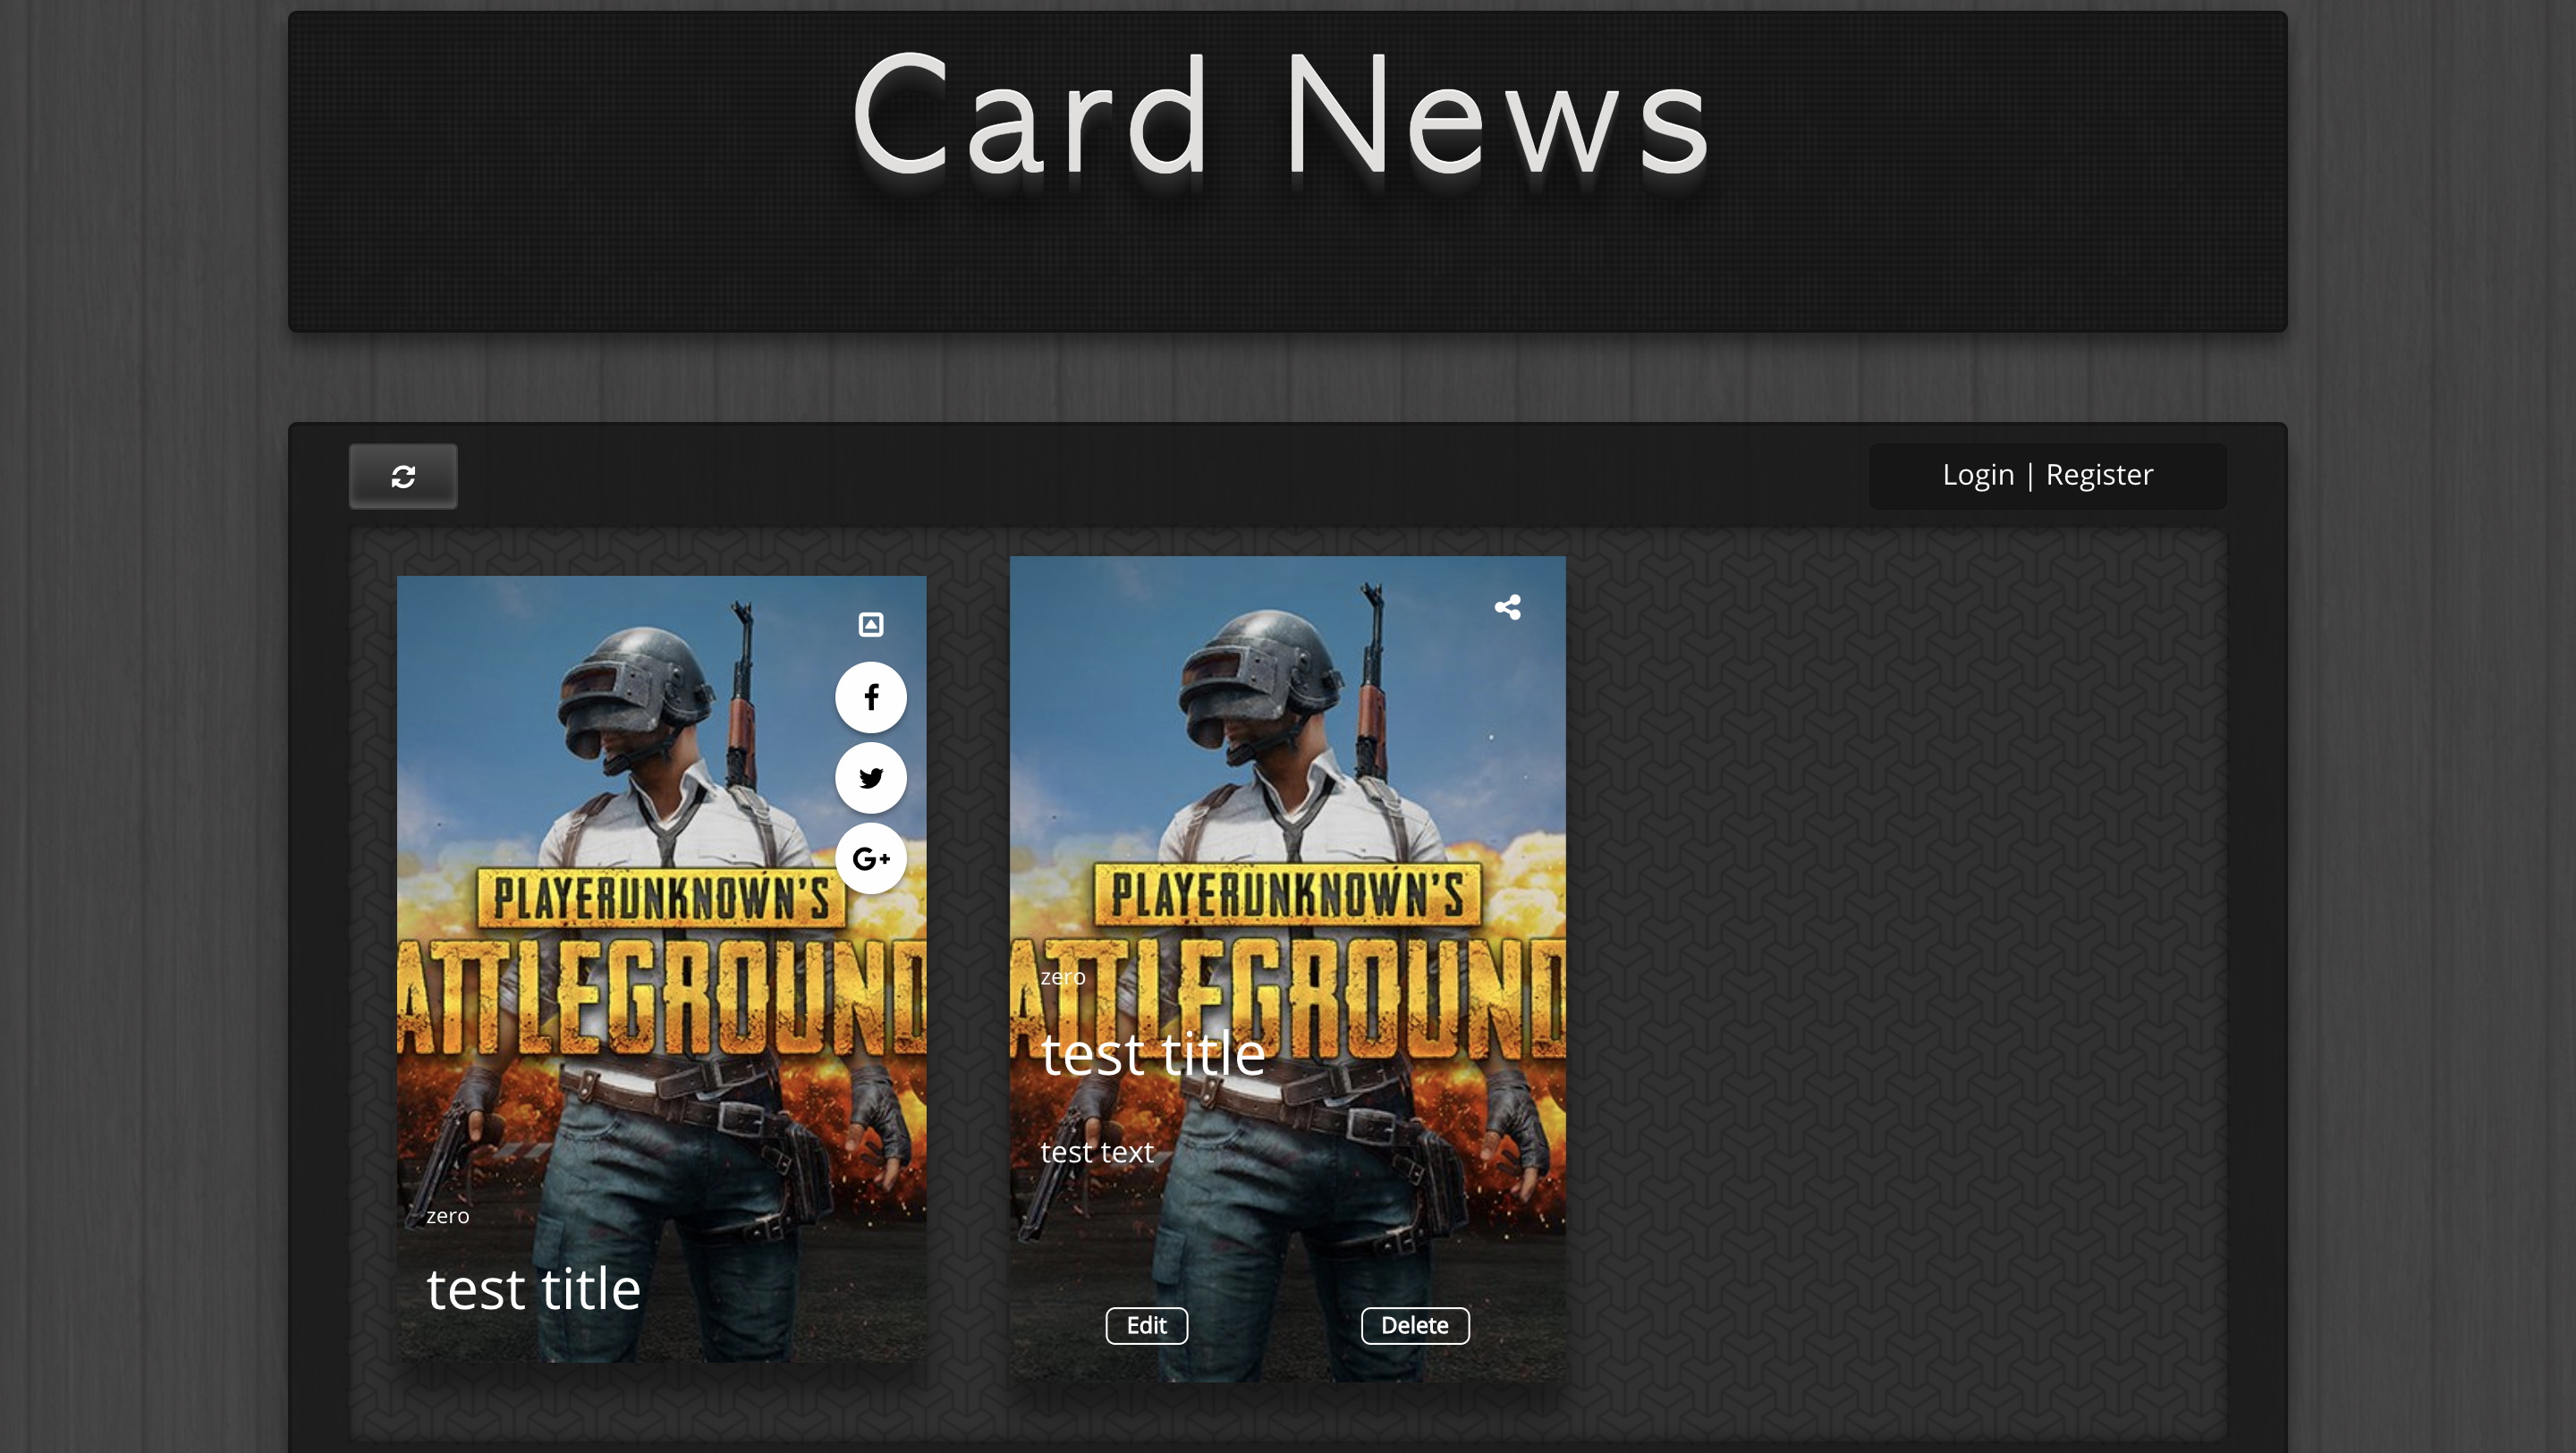 Card News
Login | Register
f
G+
PLAYERUNKNOWN'S
ATTLEGROUND
zero
test title
PLAYERUNKNOWN'S
ATTLEGROUND
zero
test title
test text
Edit
Delete